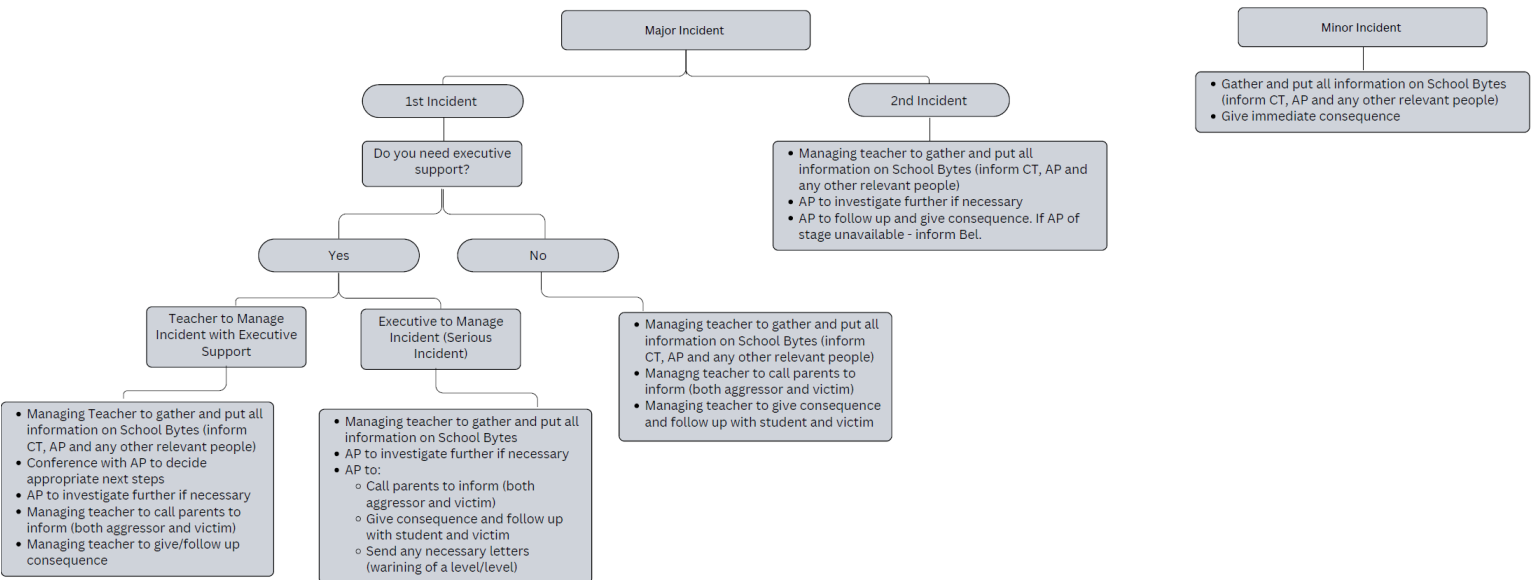 Major Incident
Minor Incident
• Gather and put all information on School Bytes
(inform CT, AP and any other relevant people)
• Give immediate consequence
1st Incident
2nd Incident
Do you need executive
support?
• Managing teacher to gather and put all
information on School Bytes (inform CT, AP and
any other relevant people)
• AP to investigate further if necessary
• AP to follow up and give consequence. If AP of
stage unavailable - inform Bel.
Yes
No
Teacher to Manage
Incident with Executive
Support
Executive to Manage
Incident (Serious
Incident)
• Managing teacher to gather and put all
information on School Bytes (inform
CT, AP and any other relevant people)
• Managng teacher to call parents to
inform (both aggressor and victim)
• Managing teacher to give consequence
and follow up with student and victim
• Managing Teacher to gather and put all
information on School Bytes (inform
CT, AP and any other relevant people)
• Conference with AP to decide
appropriate next steps
• AP to investigate further if necessary
• Managing teacher to call parents to
inform (both aggressor and victim)
• Managing teacher to give/follow up
consequence
• Managing teacher to gather and put all
information on School Bytes
• AP to investigate further if necessary
• AP to:
◦ Call parents to inform (both
aggressor and victim)
◦ Give consequence and follow up
with student and victim
◦ Send any necessary letters
(warining of a level/level)